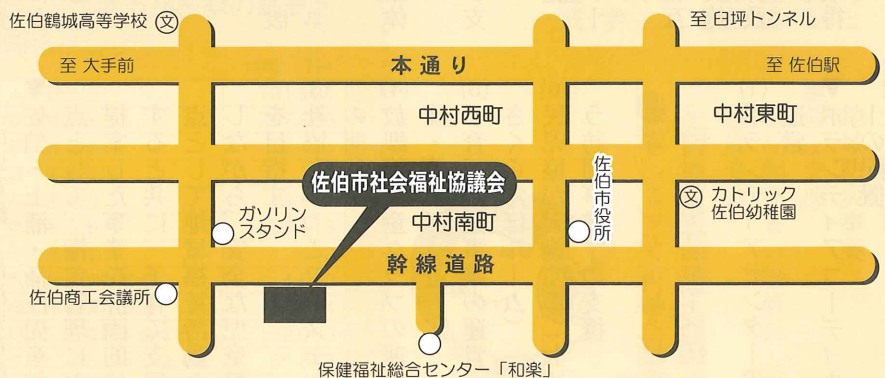 佐伯鶴城高等学校 文
至 臼坪トンネル
至 大手前
本通り
至 佐伯駅
中村西町
中村東町
佐伯市社会福祉協議会
佐伯市役所
文 カトリック
佐伯幼稚園
ガソリン
スタンド
中村南町
幹線道路
佐伯商工会議所
保健福祉総合センター「和楽」